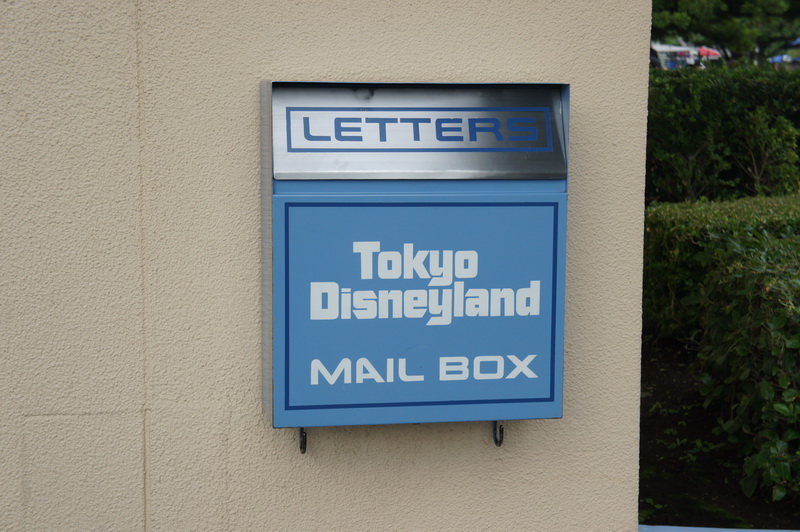 LETTERS
Tokyo
Disneyland
MAIL BOX